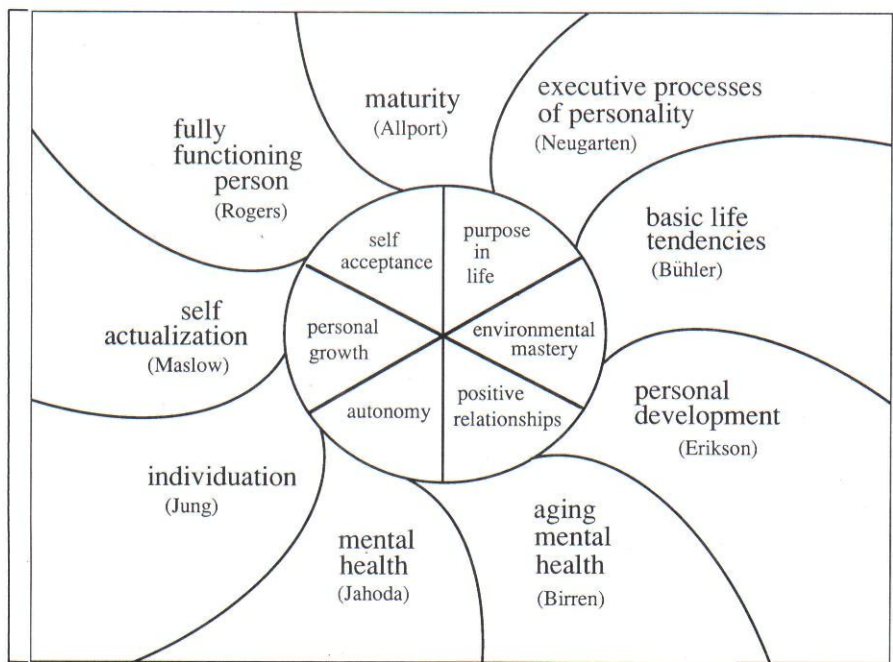 maturity
(Allport)
executive processes
of personality
(Neugarten)
fully
functioning
person
(Rogers)
basic life
tendencies
(Bühler)
self
acceptance
purpose
in
life
self
actualization
(Maslow)
personal
growth
environmental
mastery
autonomy
positive
relationships
personal
development
(Erikson)
individuation
(Jung)
mental
health
(Jahoda)
aging
mental
health
(Birren)